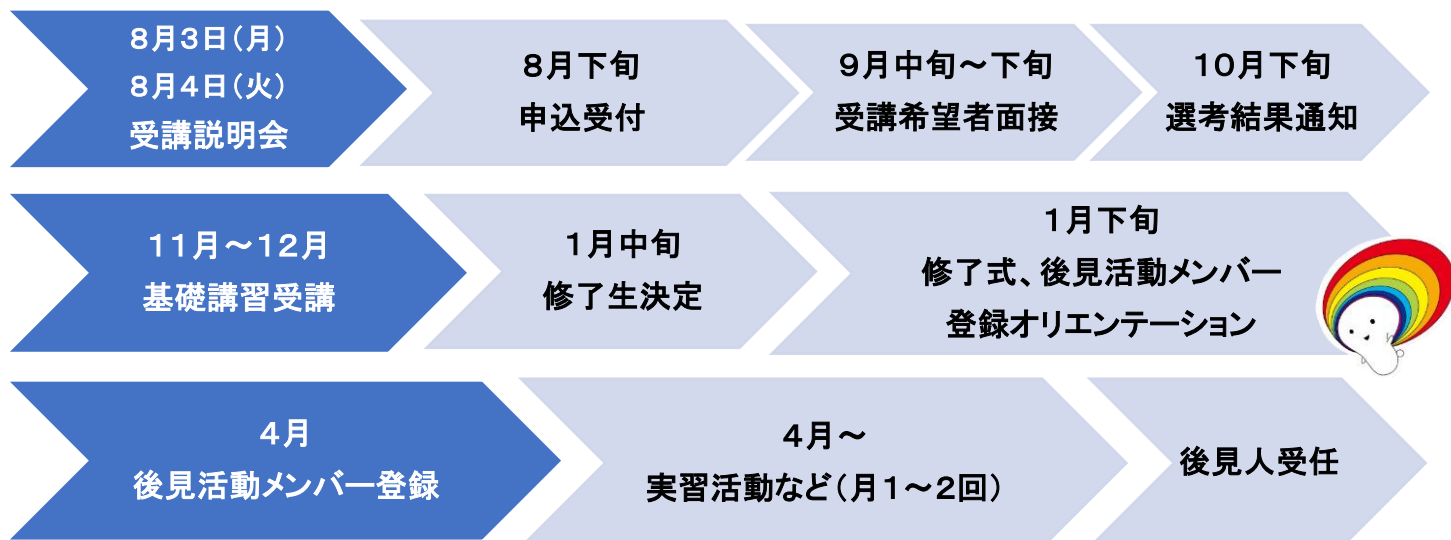 ８月３日（月）
８月４日（火）
受講説明会
８月下旬
申込受付
９月中旬～下旬
受講希望者面接
１０月下旬
選考結果通知
１１月～１２月
基礎講習受講
１月中旬
修了生決定
１月下旬
修了式、後見活動メンバー
登録オリエンテーション
４月
後見活動メンバー登録
４月～
実習活動など（月１～２回）
後見人受任